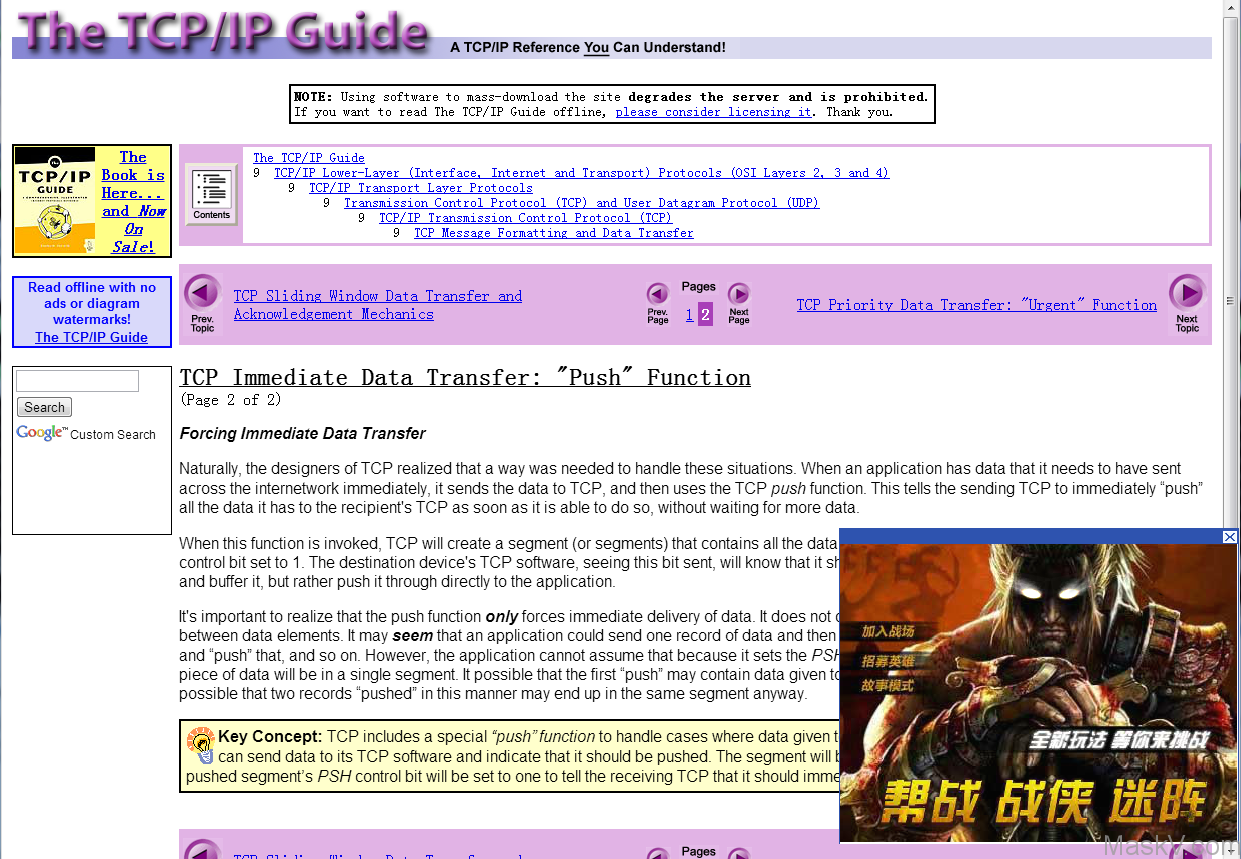 The TCP/IP Guide
A TCP/IP Reference You Can Understand!
NOTE: Using software to mass-download the site degrades the server and is prohibited.
If you want to read The TCP/IP Guide offline, please consider licensing it. Thank you.
TCP/IP
GUIDE
The
Book is
Here...
and Now
On
Sale!
Contents
The TCP/IP Guide
9 TCP/IP Lower-Layer (Interface, Internet and Transport) Protocols (OSI Layers 2, 3 and 4)
9 TCP/IP Transport Layer Protocols
9 Transmission Control Protocol (TCP) and User Datagram Protocol (UDP)
9 TCP/IP Transmission Control Protocol (TCP)
9 TCP Message Formatting and Data Transfer
Read offline with no
ads or diagram
watermarks!
The TCP/IP Guide
Prev.
Topic
TCP Sliding Window Data Transfer and
Acknowledgement Mechanics
Pages
Prev.
Page
1 2
Next
Page
TCP Priority Data Transfer: "Urgent" Function
Next
Topic
Search
Google™ Custom Search
TCP Immediate Data Transfer: "Push" Function
(Page 2 of 2)
Forcing Immediate Data Transfer
Naturally, the designers of TCP realized that a way was needed to handle these situations. When an application has data that it needs to have sent
across the internetwork immediately, it sends the data to TCP, and then uses the TCP push function. This tells the sending TCP to immediately “push”
all the data it has to the recipient's TCP as soon as it is able to do so, without waiting for more data.
When this function is invoked, TCP will create a segment (or segments) that contains all the data
control bit set to 1. The destination device's TCP software, seeing this bit sent, will know that it sh
and buffer it, but rather push it through directly to the application.
It's important to realize that the push function only forces immediate delivery of data. It does not
between data elements. It may seem that an application could send one record of data and then
and “push” that, and so on. However, the application cannot assume that because it sets the PSH
piece of data will be in a single segment. It possible that the first “push” may contain data given to
possible that two records “pushed” in this manner may end up in the same segment anyway.
Key Concept: TCP includes a special “push” function to handle cases where data given t
can send data to its TCP software and indicate that it should be pushed. The segment will b
pushed segment’s PSH control bit will be set to one to tell the receiving TCP that it should imme
加入战场
招募英雄
故事模式
全新玩法 等你来挑战
帮战 战侠 迷阵
TCP Sliding Window Data Transfer and
Pages